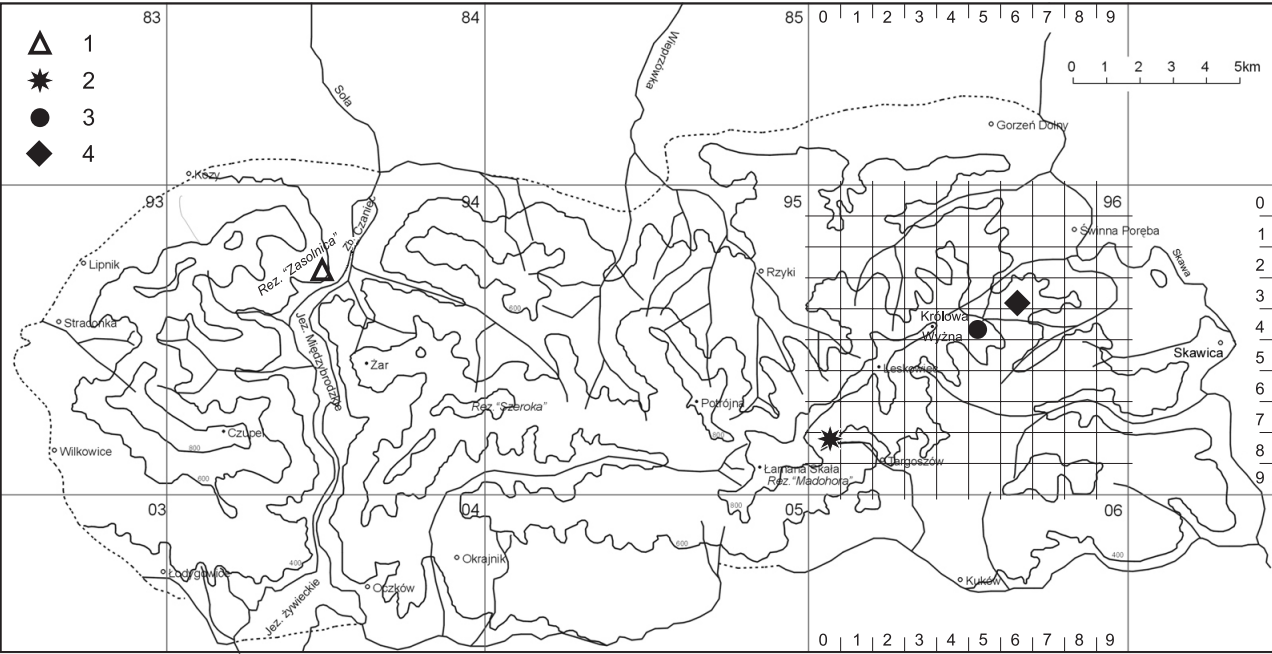 83
84
85
0 1 2 3 4 5 6 7 8 9
1
2
3
4
0 1 2 3 4 5km
Soła
Wieprzówka
Gorzeń Dolny
Kozy
93
94
95
96
0
1
2
3
4
5
6
7
8
9
Świnna Poręba
Skawa
Lipnik
Rez. "Zasolnica"
Zb. Czaniec
Rzyki
600
Straconka
Jez. Międzybrodzkie
Królowa
Wyżna
Skawica
Żar
Leskowiec
Rez. "Szeroka"
Potrójna
Czupel
800
800
Wilkowice
600
Łamana Skała
Targoszów
Rez. "Madohora"
03
04
05
06
800
600
400
400
Okrajnik
Łodygowice
Oczków
Kuków
Jez. żywieckie
0 1 2 3 4 5 6 7 8 9